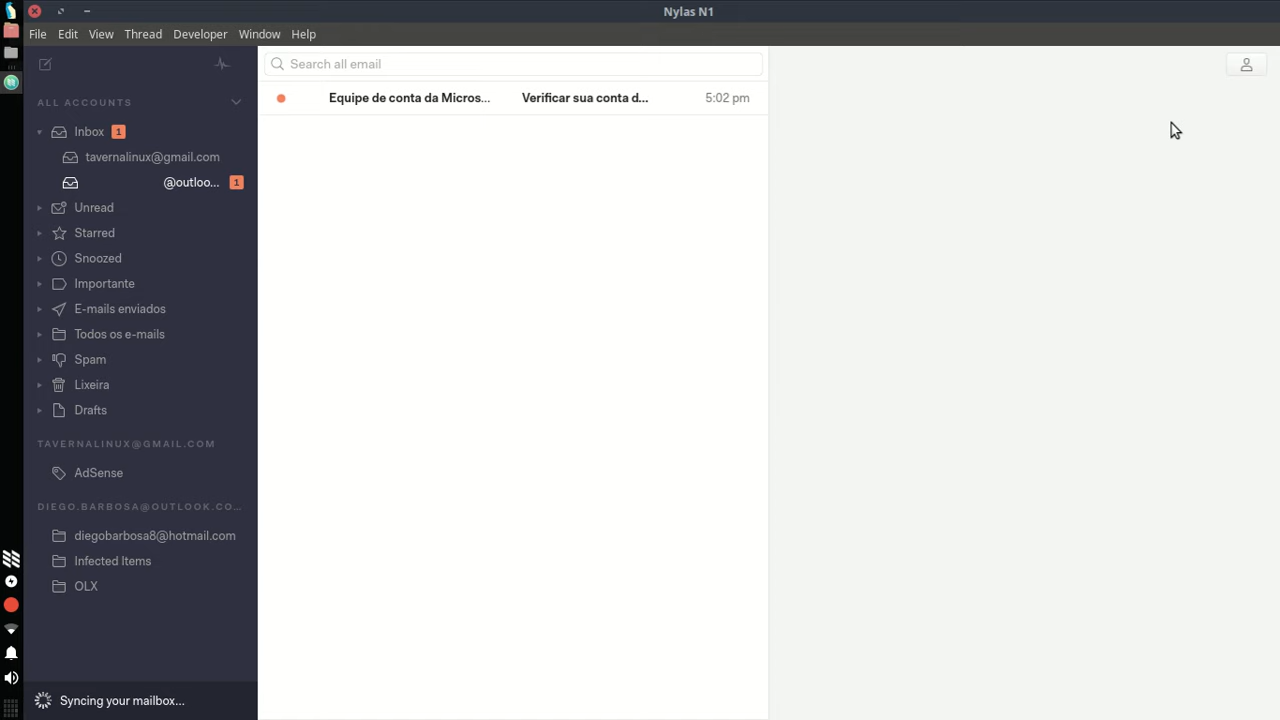 Nylas N1
File Edit View Thread Developer Window Help
Search all email
ALL ACCOUNTS
Equipe de conta da Micros... Verificar sua conta d... 5:02 pm
Inbox 1
tavernalinux@gmail.com
@outloo... 1
Unread
Starred
Snoozed
Importante
E-mails enviados
Todos os e-mails
Spam
Lixeira
Drafts
TAVERNALINUX@GMAIL.COM
AdSense
DIEGO.BARBOSA@OUTLOOK.CO...
diegobarbosa8@hotmail.com
Infected Items
OLX
Syncing your mailbox...